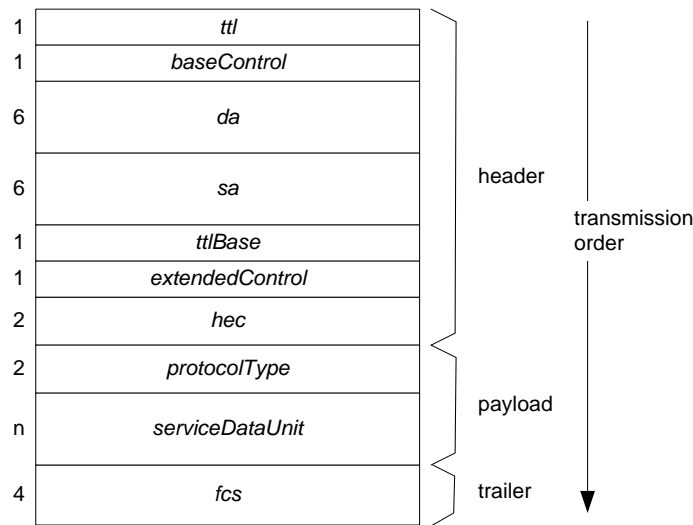 1 ttl
1 baseControl
6 da
6 sa
header
transmission
order
1 ttlBase
1 extendedControl
2 hec
2 protocolType
payload
n serviceDataUnit
4 fcs
trailer